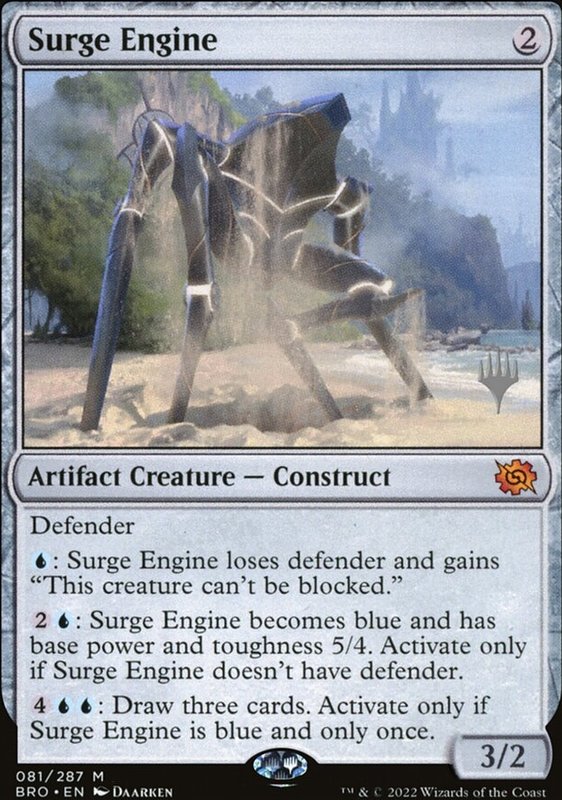 Surge Engine 2
Artifact Creature — Construct
Defender
: Surge Engine loses defender and gains
“This creature can't be blocked.”
2 : Surge Engine becomes blue and has
base power and toughness 5/4. Activate only
if Surge Engine doesn't have defender.
4 : Draw three cards. Activate only if
Surge Engine is blue and only once.
3/2
081/287 M
BRO • EN DAARKEN
™ & © 2022 Wizards of the Coast